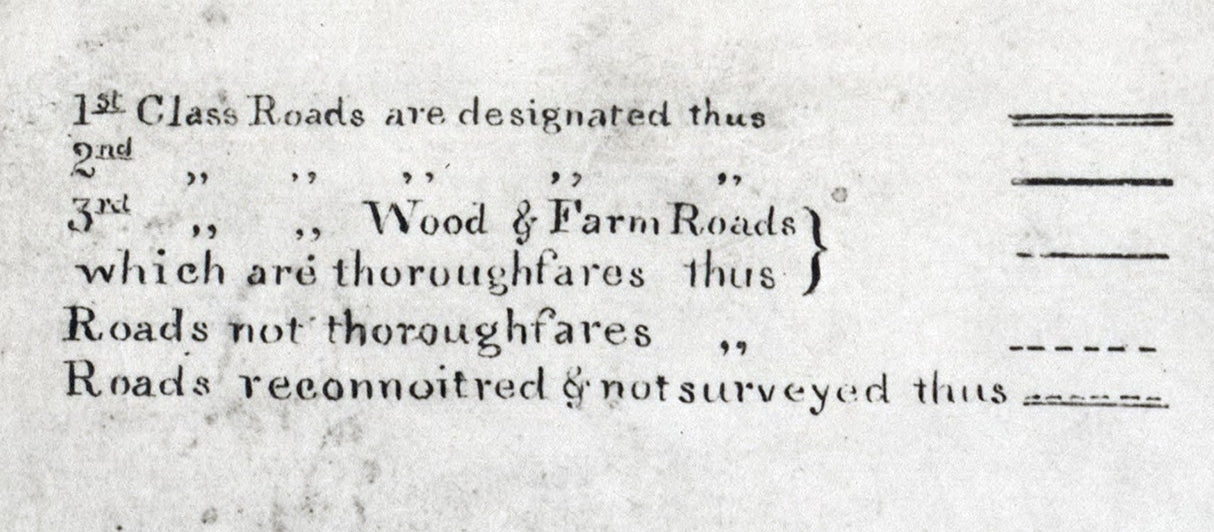 1st Class Roads are designated thus
2nd ,, ,, ,, ,, ,,
3rd ,, ,, Wood & Farm Roads }
which are thoroughfares thus
Roads not thoroughfares ,,
Roads reconnoitred & not surveyed thus